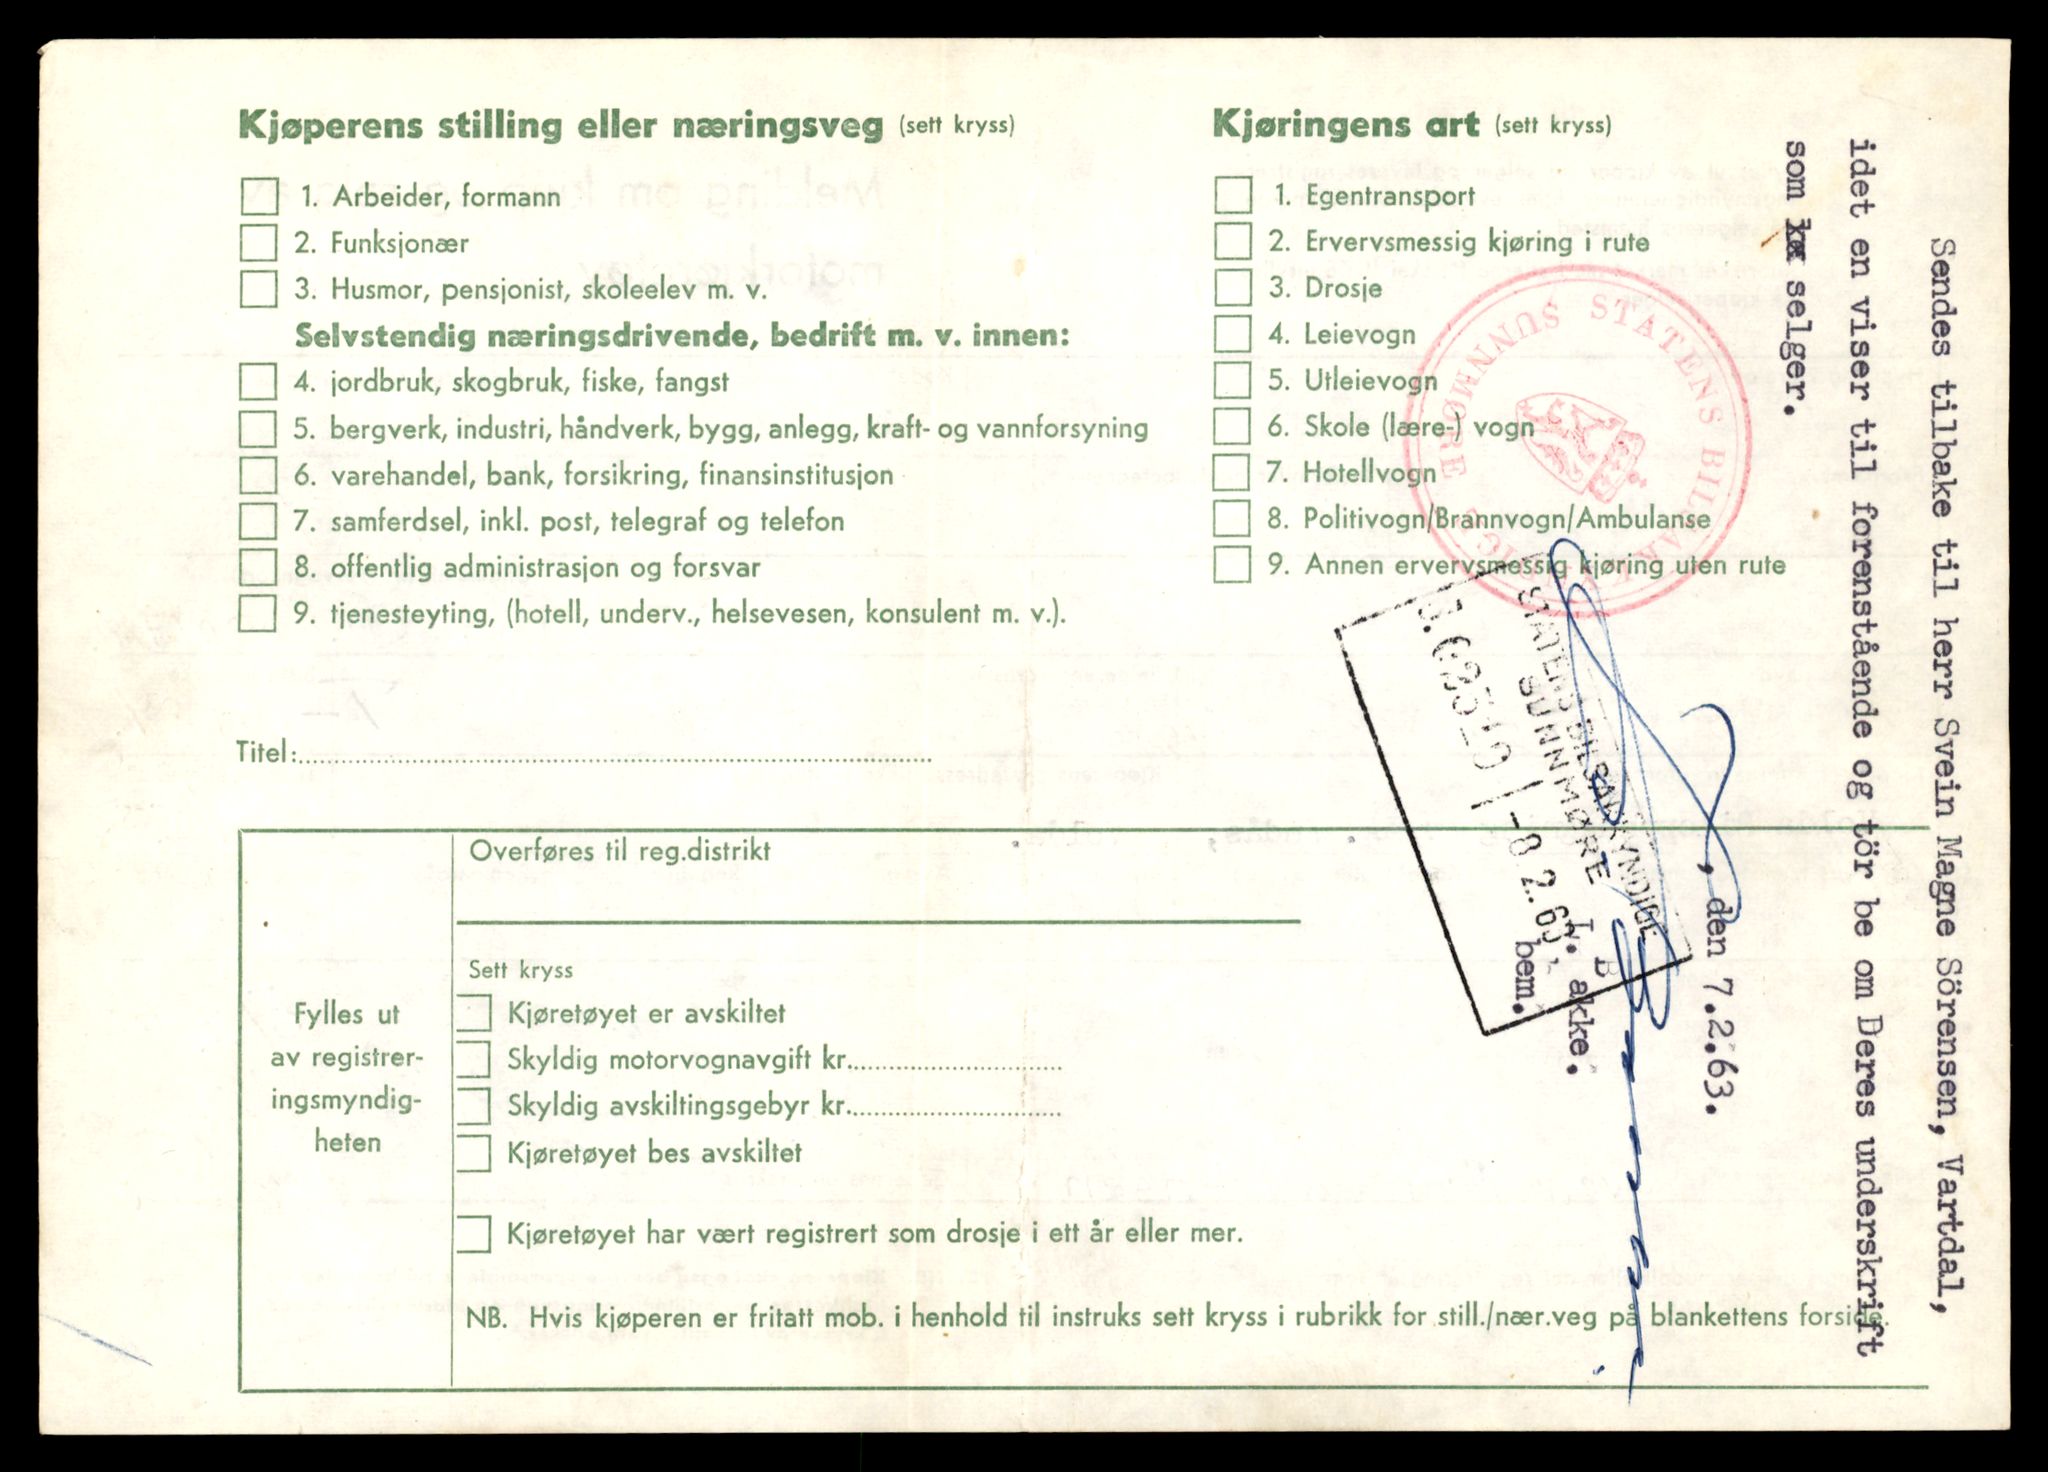 Kjøperens stilling eller næringsveg (sett kryss)
1. Arbeider, formann
2. Funksjonær
3. Husmor, pensjonist, skoleelev m. v.
Selvstendig næringsdrivende, bedrift m. v. innen:
4. jordbruk, skogbruk, fiske, fangst
5. bergverk, industri, håndverk, bygg, anlegg, kraft- og vannforsyning
6. varehandel, bank, forsikring, finansinstitusjon
7. samferdsel, inkl. post, telegraf og telefon
8. offentlig administrasjon og forsvar
9. tjenesteyting, (hotell, underv., helsevesen, konsulent m. v.).
Titel:
Kjøringens art (sett kryss)
1. Egentransport
2. Ervervsmessig kjøring i rute
3. Drosje
4. Leievogn
5. Utleievogn
6. Skole (lære-) vogn
7. Hotellvogn
8. Politivogn/Brannvogn/Ambulanse
9. Annen ervervsmessig kjøring uten rute
STATENS BILSAKKYNDIGE SUNNMØRE
Overføres til reg.distrikt
Fylles ut
av registrer-
ingsmyndig-
heten
Sett kryss
Kjøretøyet er avskiltet
Skyldig motorvognavgift kr.
Skyldig avskiltingsgebyr kr.
Kjøretøyet bes avskiltet
Kjøretøyet har vært registrert som drosje i ett år eller mer.
NB. Hvis kjøperen er fritatt mob. i henhold til instruks sett kryss i rubrikk for still./nær.veg på blankettens forside.
Sendes tilbake til herr Svein Magne Sörensen, Vartdal,
idet en viser til forenstående og tör be om Deres underskrift
som selger.
, den 7.2.63.
STATENS BILSAKKYNDIGE
SUNNMØRE
-8.2.63
bem.